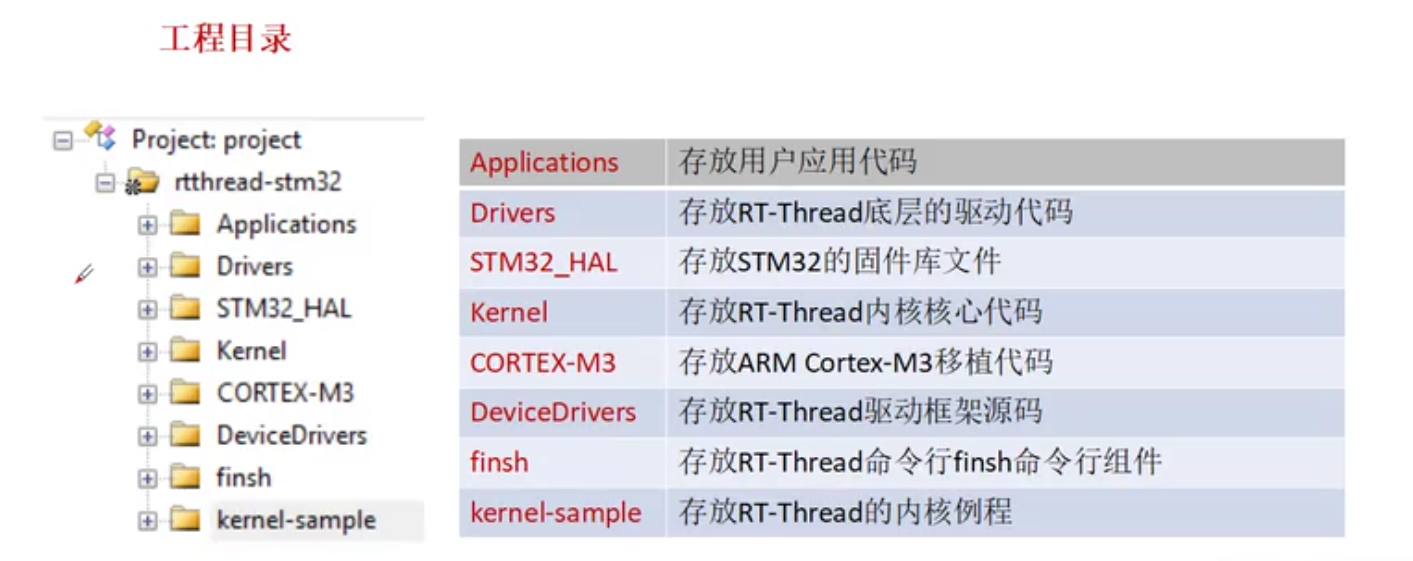 工程目录
Project: project
rtthread-stm32
Applications
Drivers
STM32_HAL
Kernel
CORTEX-M3
DeviceDrivers
finsh
kernel-sample
Applications 存放用户应用代码
Drivers 存放RT-Thread底层的驱动代码
STM32_HAL 存放STM32的固件库文件
Kernel 存放RT-Thread内核核心代码
CORTEX-M3 存放ARM Cortex-M3移植代码
DeviceDrivers 存放RT-Thread驱动框架源码
finsh 存放RT-Thread命令行finsh命令行组件
kernel-sample 存放RT-Thread的内核例程